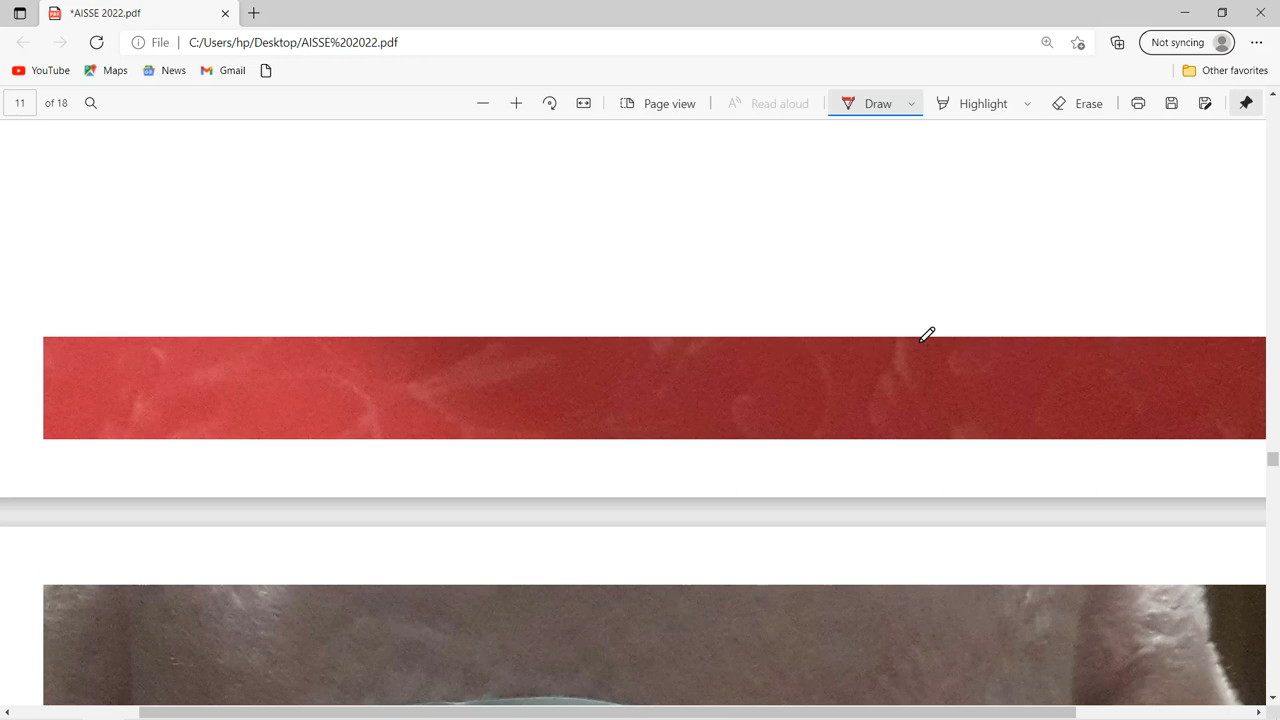 *AISSE 2022.pdf
File C:/Users/hp/Desktop/AISSE%202022.pdf Not syncing
YouTube Maps News Gmail Other favorites
11 of 18 Page view Read aloud Draw Highlight Erase